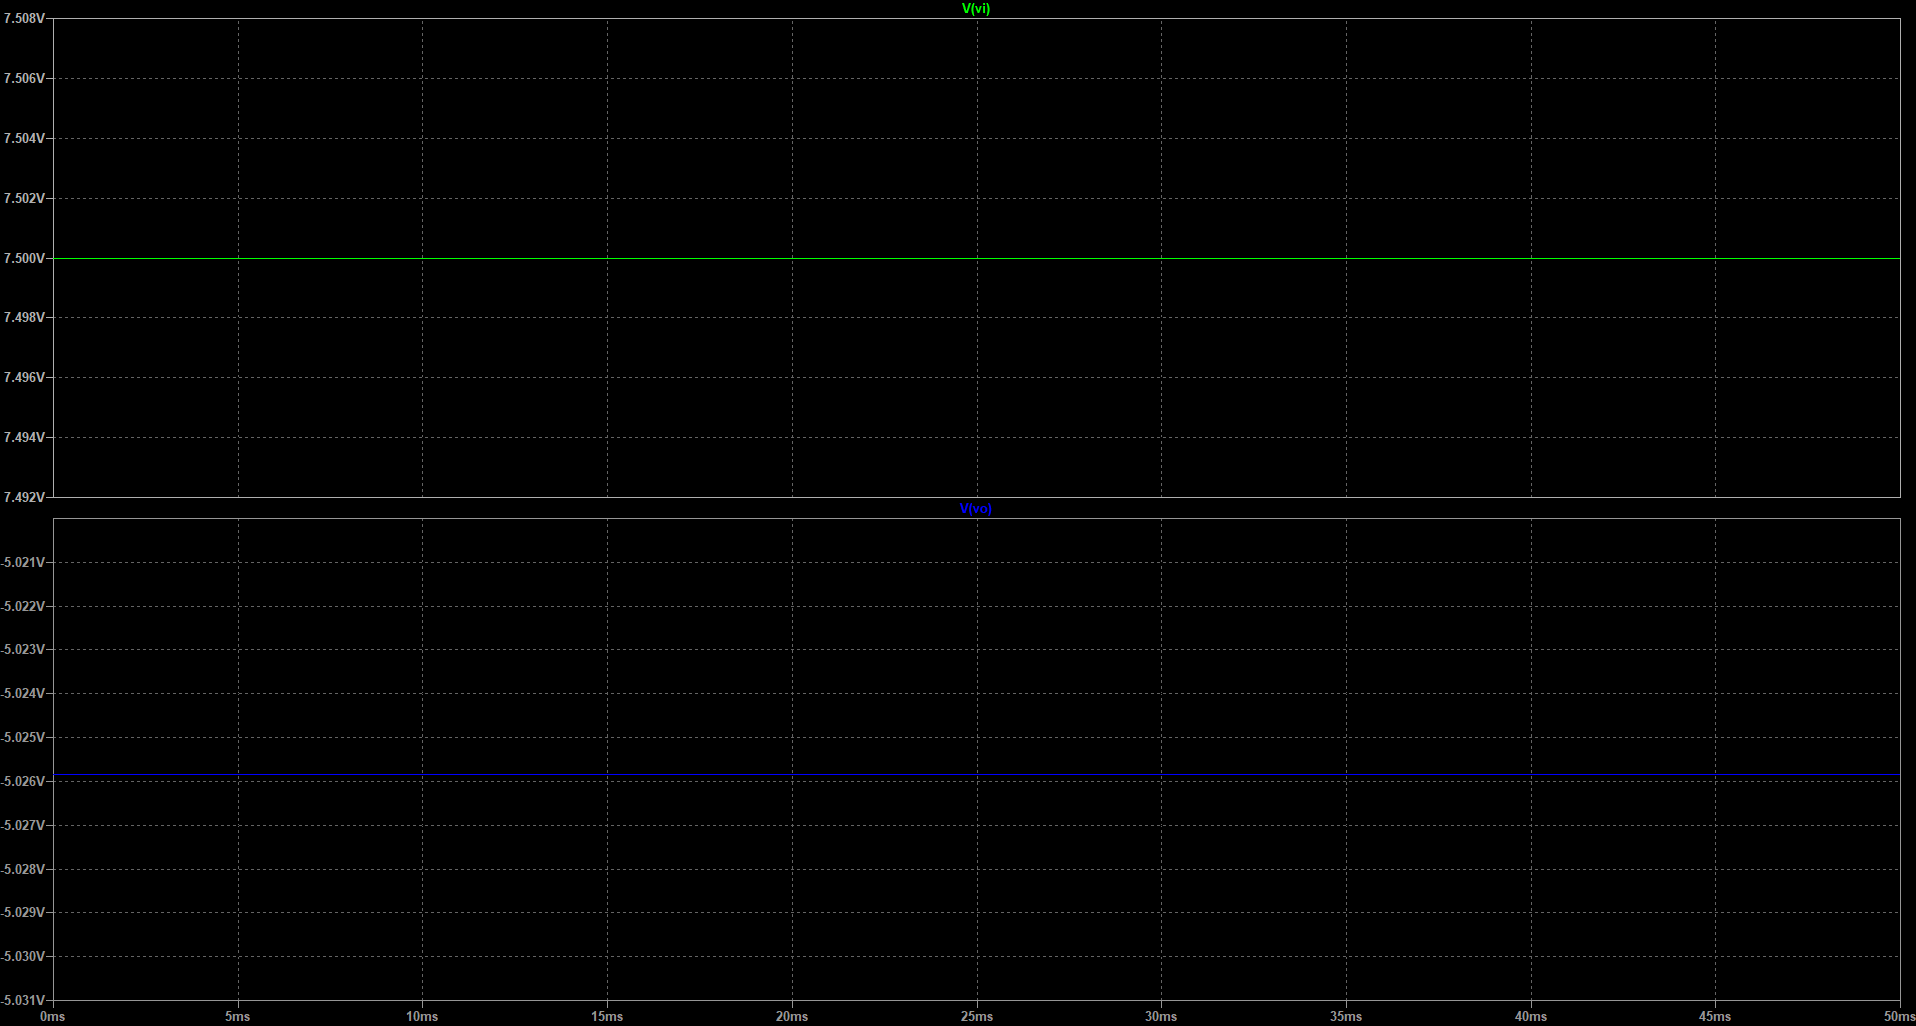 V(vi)
7.508V
7.506V
7.504V
7.502V
7.500V
7.498V
7.496V
7.494V
7.492V
V(vo)
-5.021V
-5.022V
-5.023V
-5.024V
-5.025V
-5.026V
-5.027V
-5.028V
-5.029V
-5.030V
-5.031V
0ms 5ms 10ms 15ms 20ms 25ms 30ms 35ms 40ms 45ms 50ms